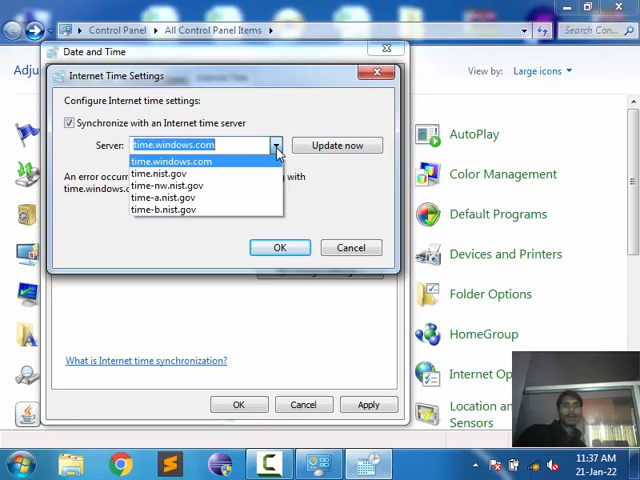 Control Panel
All Control Panel Items
Search Con...
Date and Time
Adju
View by:
Large icons
Internet Time Settings
Configure Internet time settings:
Synchronize with an Internet time server
Server:
time.windows.com
Update now
time.windows.com
time.nist.gov
time-nw.nist.gov
time-a.nist.gov
time-b.nist.gov
An error occurr
with
time.windows.c
OK
Cancel
What is Internet time synchronization?
OK
Cancel
Apply
AutoPlay
Color Management
Default Programs
Devices and Printers
Folder Options
HomeGroup
Internet Opt
Location and
Sensors
11:37 AM
21-Jan-22